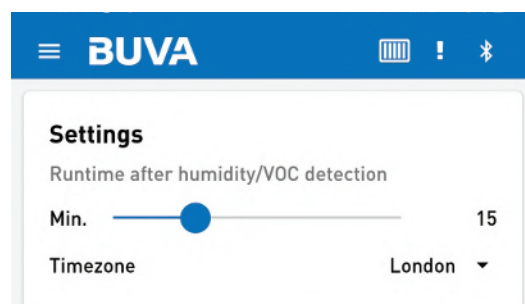 BUVA
Settings
Runtime after humidity/VOC detection
Min. 15
Timezone London